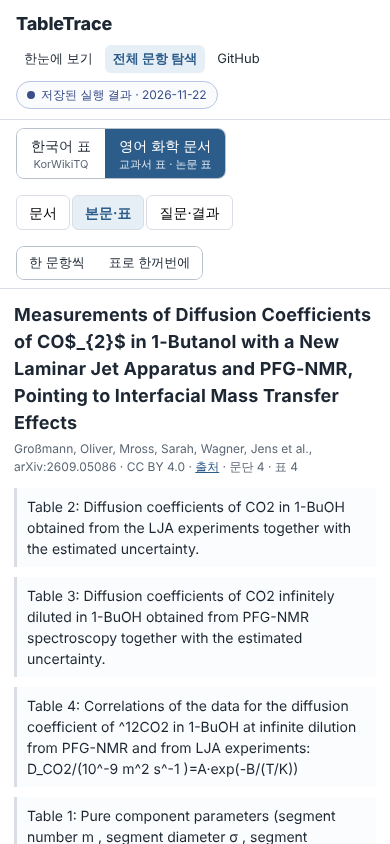 TableTrace
한눈에 보기 전체 문항 탐색 GitHub
저장된 실행 결과 · 2026-11-22
한국어 표 영어 화학 문서
KorWikiTQ 교과서 표 · 논문 표
문서 본문·표 질문·결과
한 문항씩 표로 한꺼번에
Measurements of Diffusion Coefficients
of CO$_{2}$ in 1-Butanol with a New
Laminar Jet Apparatus and PFG-NMR,
Pointing to Interfacial Mass Transfer
Effects
Großmann, Oliver, Mross, Sarah, Wagner, Jens et al.,
arXiv:2609.05086 · CC BY 4.0 · 출처 · 문단 4 · 표 4
Table 2: Diffusion coefficients of CO2 in 1-BuOH
obtained from the LJA experiments together with
the estimated uncertainty.
Table 3: Diffusion coefficients of CO2 infinitely
diluted in 1-BuOH obtained from PFG-NMR
spectroscopy together with the estimated
uncertainty.
Table 4: Correlations of the data for the diffusion
coefficient of ^12CO2 in 1-BuOH at infinite dilution
from PFG-NMR and from LJA experiments:
D_CO2/(10^-9 m^2 s^-1 )=A·exp(-B/(T/K))
Table 1: Pure component parameters (segment
number m , segment diameter σ , segment